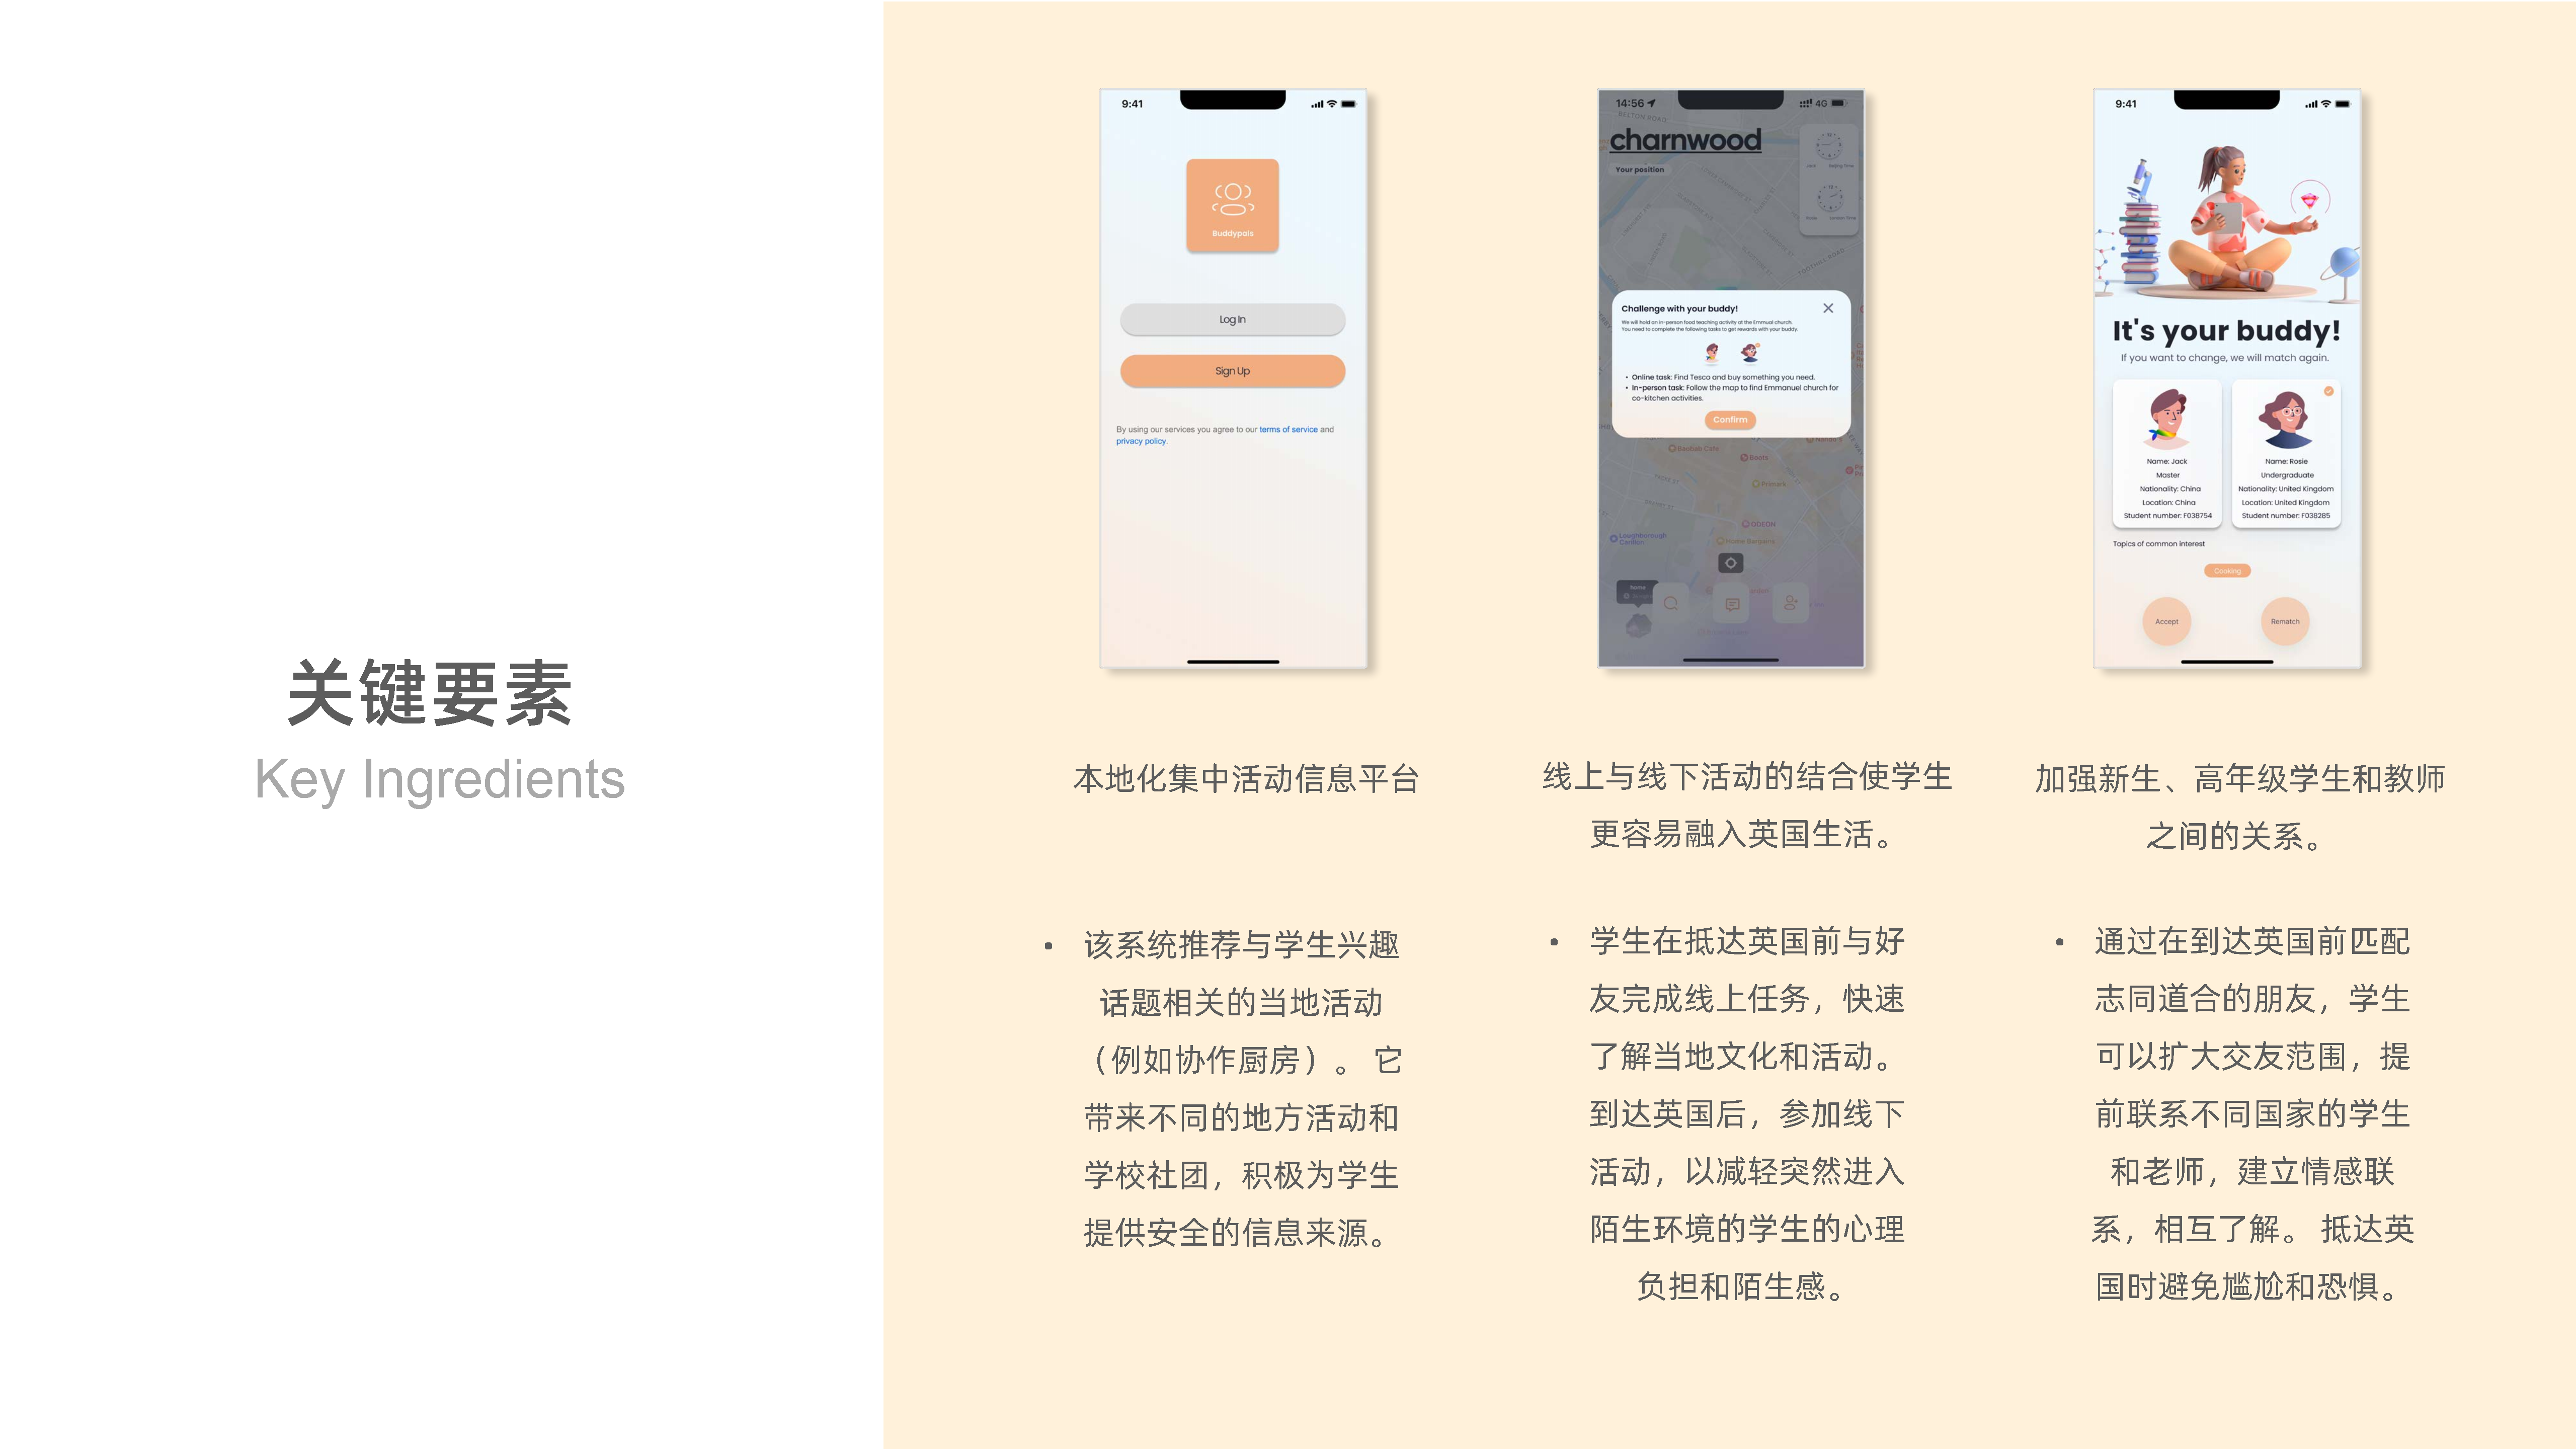 关键要素
Key Ingredients
9:41
Buddypals
Log In
Sign Up
By using our services you agree to our terms of service and
privacy policy.
本地化集中活动信息平台
• 该系统推荐与学生兴趣
话题相关的当地活动
（例如协作厨房）。 它
带来不同的地方活动和
学校社团，积极为学生
提供安全的信息来源。
14:56
4G
BELTON ROAD
charnwood
Your position
Challenge with your buddy!
We will hold an in-person food teaching activity at the Emmual church.
You need to complete the following tasks to get rewards with your buddy.
• Online task: Find Tesco and buy something you need.
• In-person task: Follow the map to find Emmanuel church for
co-kitchen activities.
Confirm
Baobab Cafe
Boots
Primark
ODEON
Loughborough
Carillon
Home
线上与线下活动的结合使学生
更容易融入英国生活。
• 学生在抵达英国前与好
友完成线上任务，快速
了解当地文化和活动。
到达英国后，参加线下
活动，以减轻突然进入
陌生环境的学生的心理
负担和陌生感。
9:41
It's your buddy!
If you want to change, we will match again.
Name: Jack
Master
Nationality: China
Location: China
Student number: F038754
Name: Rosie
Undergraduate
Nationality: United Kingdom
Location: United Kingdom
Student number: F038285
Topics of common interest
Cooking
Accept
Rematch
加强新生、高年级学生和教师
之间的关系。
• 通过在到达英国前匹配
志同道合的朋友，学生
可以扩大交友范围，提
前联系不同国家的学生
和老师，建立情感联
系，相互了解。 抵达英
国时避免尴尬和恐惧。